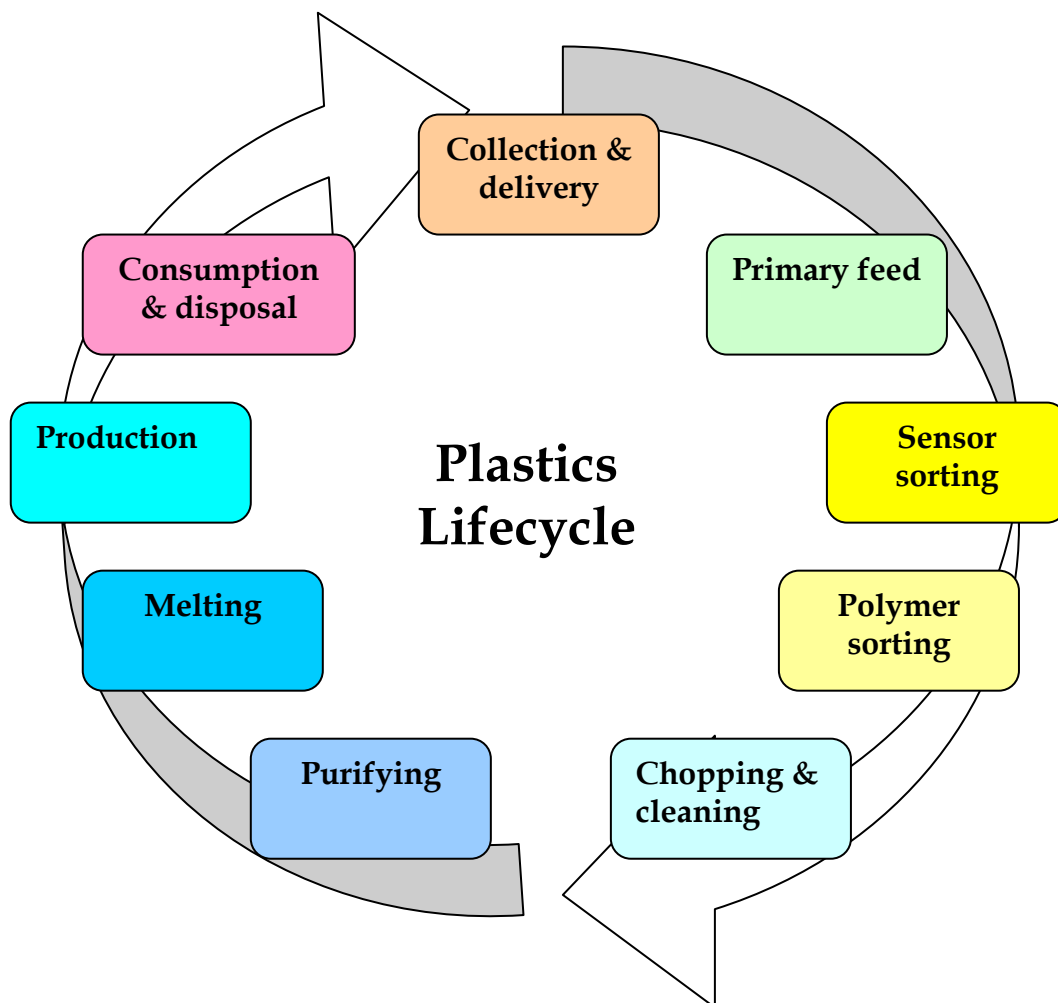 Collection &
delivery
Primary feed
Sensor
sorting
Polymer
sorting
Chopping &
cleaning
Purifying
Melting
Production
Consumption
& disposal
Plastics
Lifecycle